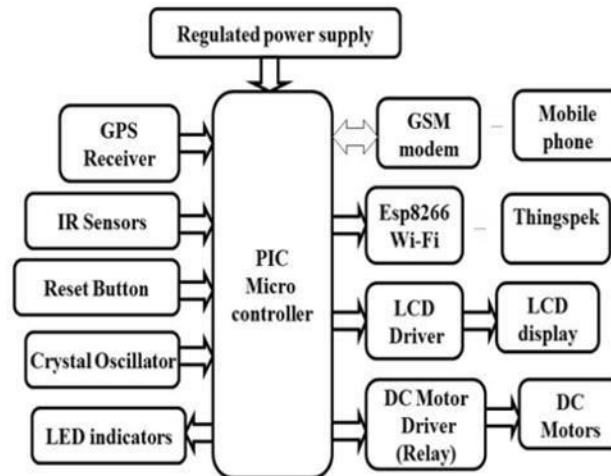 Regulated power supply
GPS
Receiver
IR Sensors
Reset Button
Crystal Oscillator
LED indicators
PIC
Micro
controller
GSM
modem
Mobile
phone
Esp8266
Wi-Fi
Thingspek
LCD
Driver
LCD
display
DC Motor
Driver
(Relay)
DC
Motors